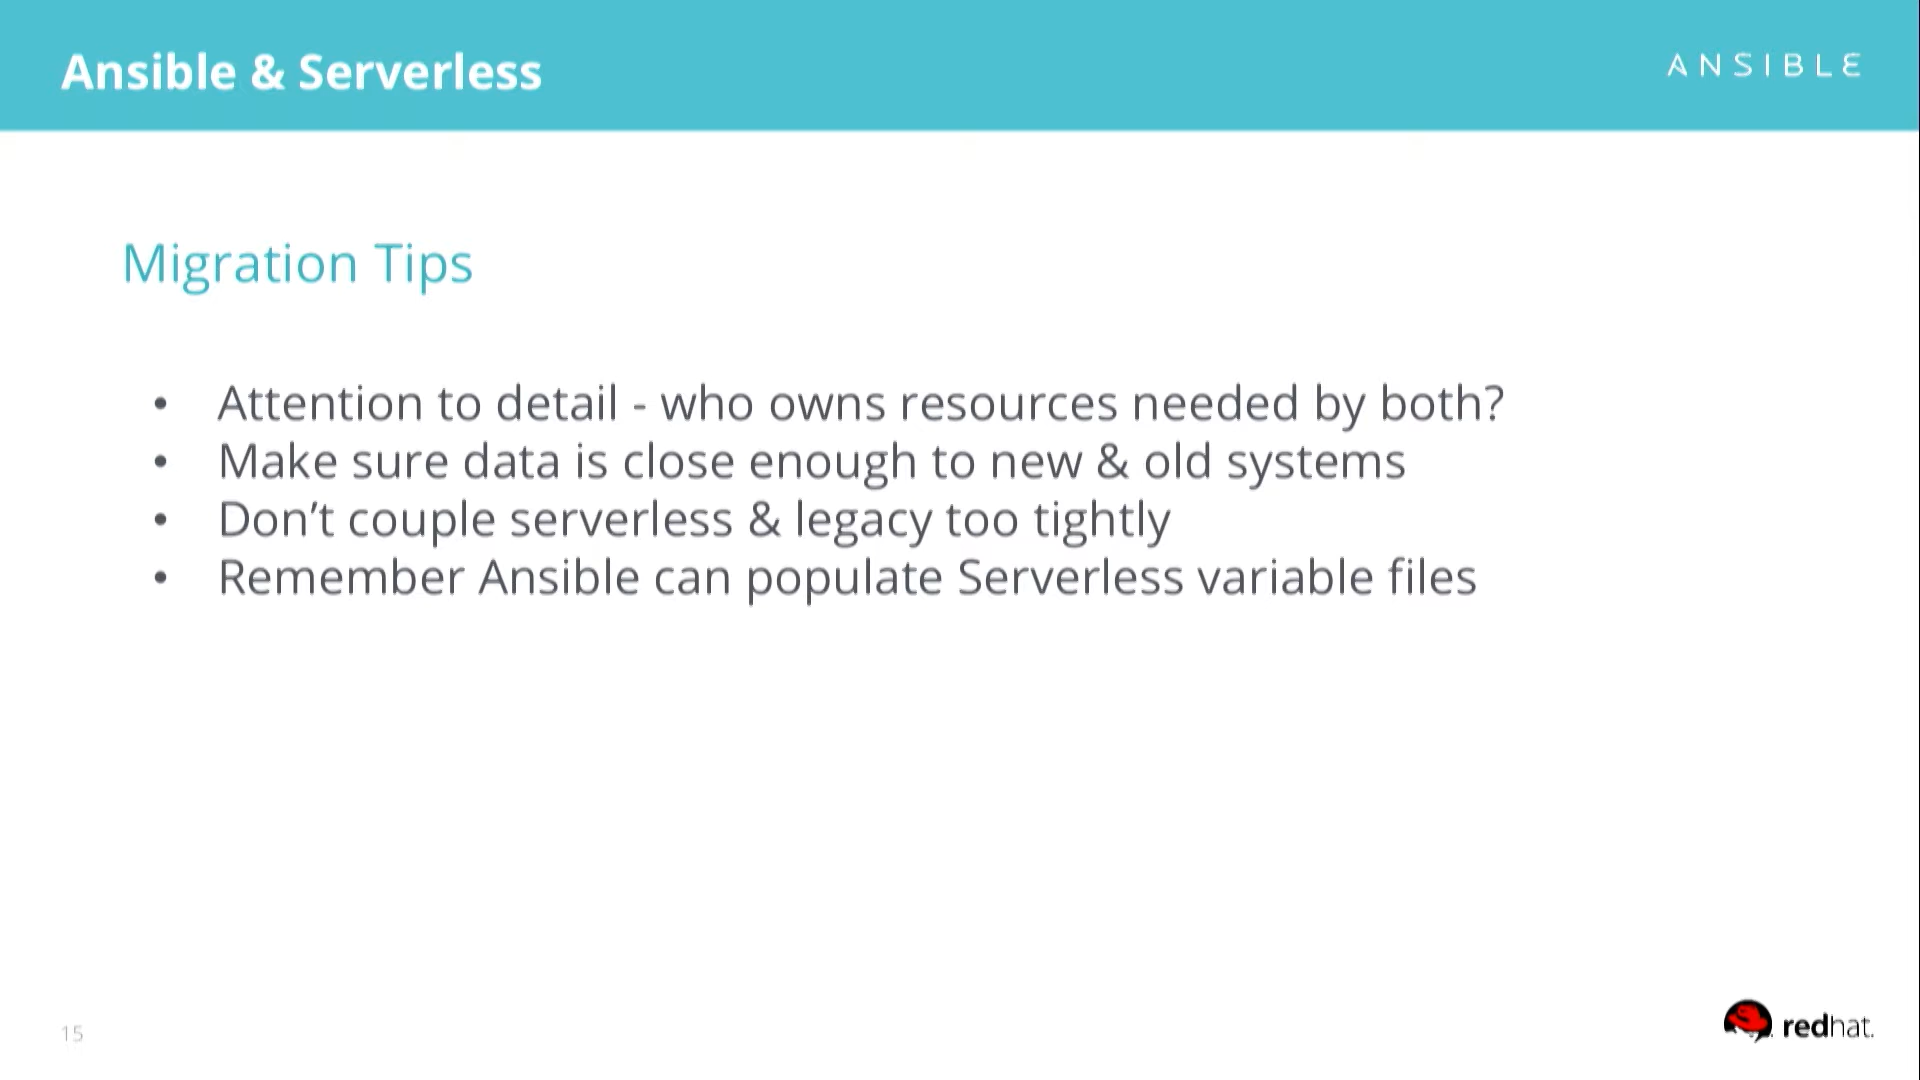 Ansible & Serverless
ANSIBLE
Migration Tips
• Attention to detail - who owns resources needed by both?
• Make sure data is close enough to new & old systems
• Don’t couple serverless & legacy too tightly
• Remember Ansible can populate Serverless variable files
15
redhat.